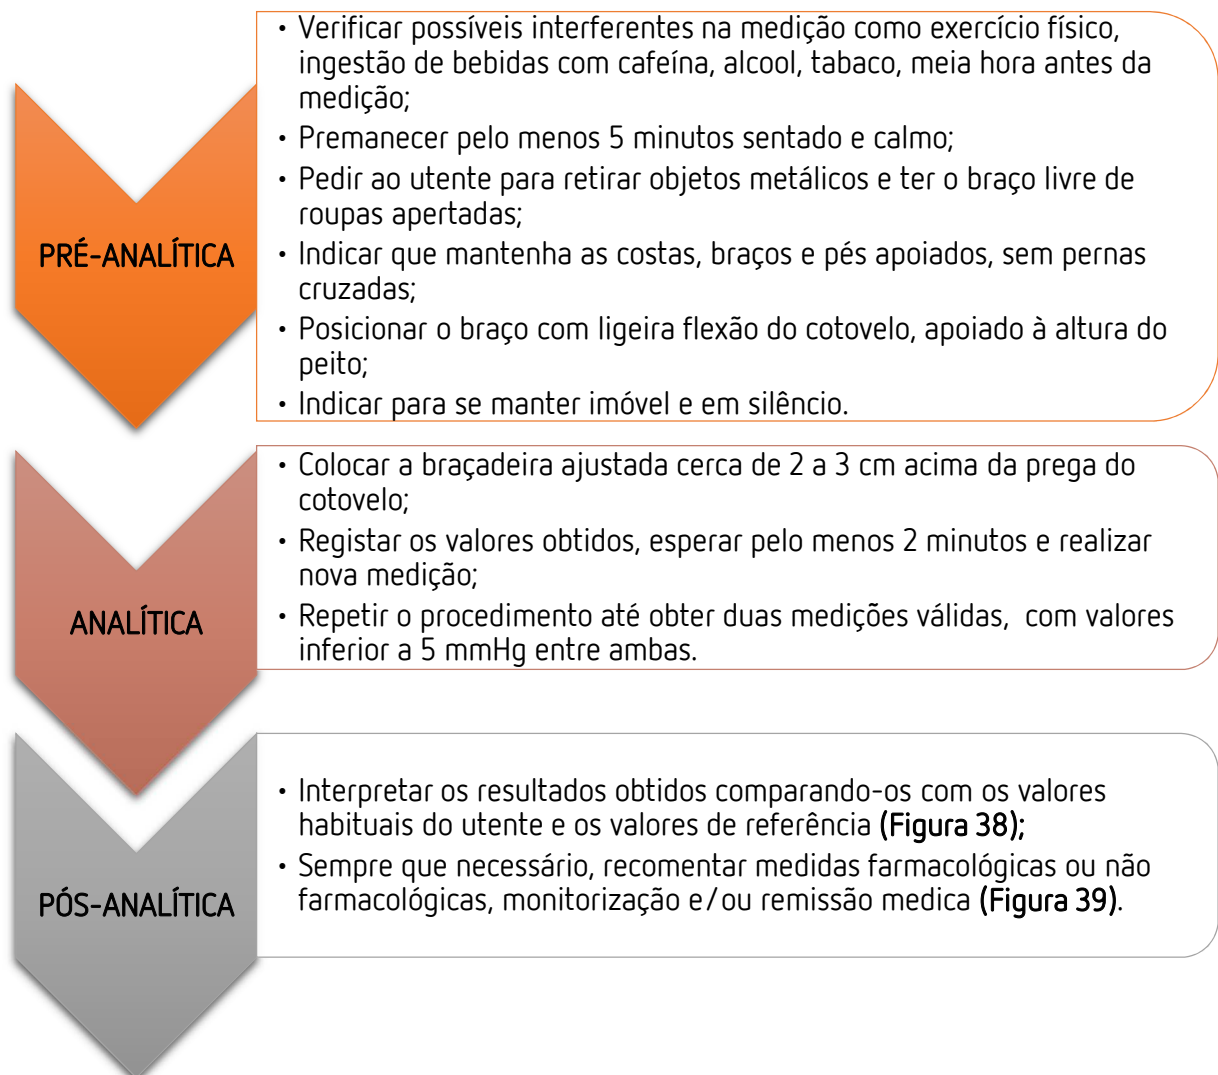 • Verificar possíveis interferentes na medição como exercício físico,
ingestão de bebidas com cafeína, alcool, tabaco, meia hora antes da
medição;
• Premanecer pelo menos 5 minutos sentado e calmo;
• Pedir ao utente para retirar objetos metálicos e ter o braço livre de
roupas apertadas;
PRÉ-ANALÍTICA
• Indicar que mantenha as costas, braços e pés apoiados, sem pernas
cruzadas;
• Posicionar o braço com ligeira flexão do cotovelo, apoiado à altura do
peito;
• Indicar para se manter imóvel e em silêncio.
• Colocar a braçadeira ajustada cerca de 2 a 3 cm acima da prega do
cotovelo;
• Registar os valores obtidos, esperar pelo menos 2 minutos e realizar
nova medição;
ANALÍTICA
• Repetir o procedimento até obter duas medições válidas, com valores
inferior a 5 mmHg entre ambas.
• Interpretar os resultados obtidos comparando-os com os valores
habituais do utente e os valores de referência (Figura 38);
• Sempre que necessário, recomentar medidas farmacológicas ou não
farmacológicas, monitorização e/ou remissão medica (Figura 39).
PÓS-ANALÍTICA